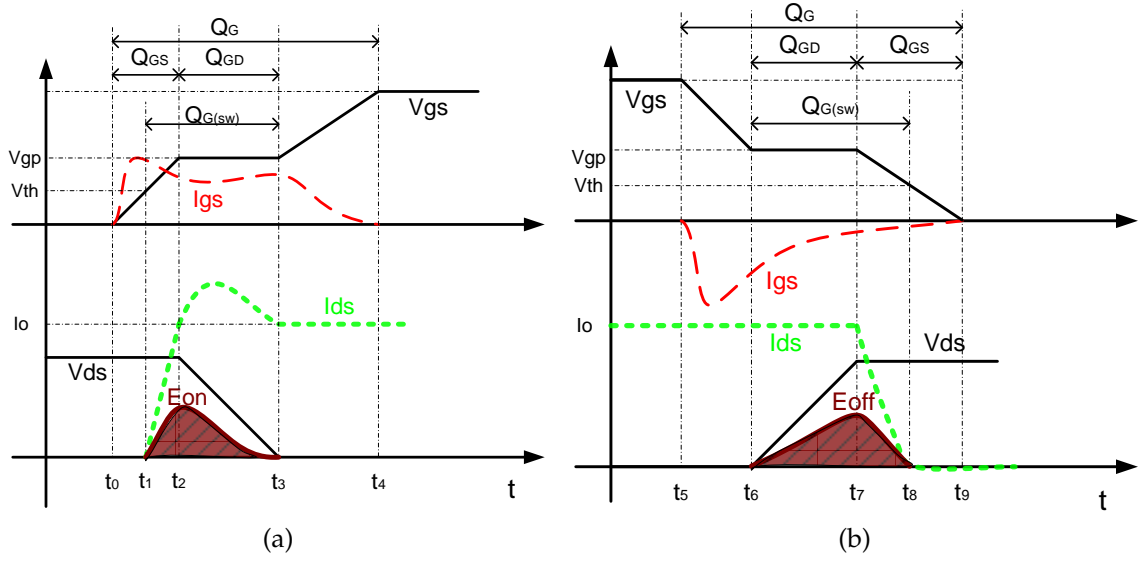 QG
QGS QGD
QG(sw)
Vgs
Vgp
Vth
Igs
Io
Ids
Vds
Eon
t0 t1 t2 t3 t4 t
(a)
QG
QGD QGS
Vgs
QG(sw)
Vgp
Vth
Igs
Io
Ids Vds
Eoff
t5 t6 t7 t8 t9 t
(b)